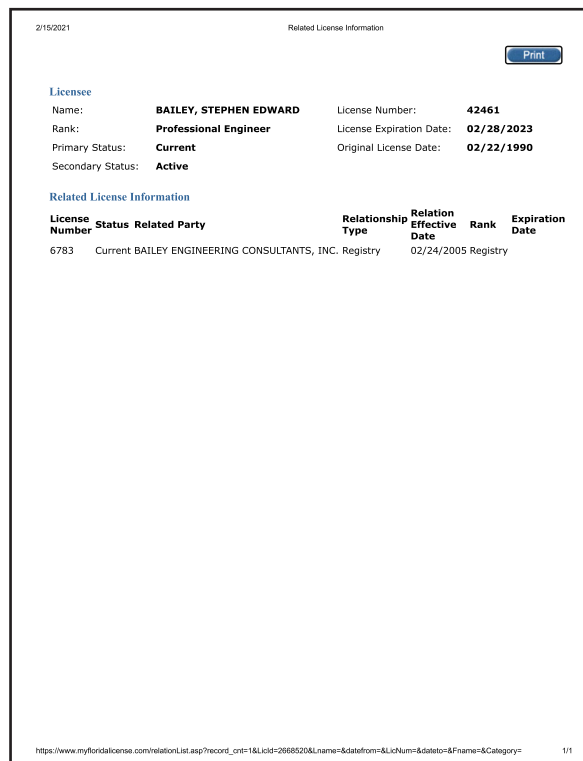 2/15/2021 Related License Information
Print
Licensee
Name: BAILEY, STEPHEN EDWARD License Number: 42461
Rank: Professional Engineer License Expiration Date: 02/28/2023
Primary Status: Current Original License Date: 02/22/1990
Secondary Status: Active
Related License Information
License Number Status Related Party Relationship Type Relation Effective Date Rank Expiration Date
6783 Current BAILEY ENGINEERING CONSULTANTS, INC. Registry 02/24/2005 Registry
https://www.myfloridalicense.com/relationList.asp?record_cnt=1&LicId=2668520&Lname=&datefrom=&LicNum=&dateto=&Fname=&Category= 1/1